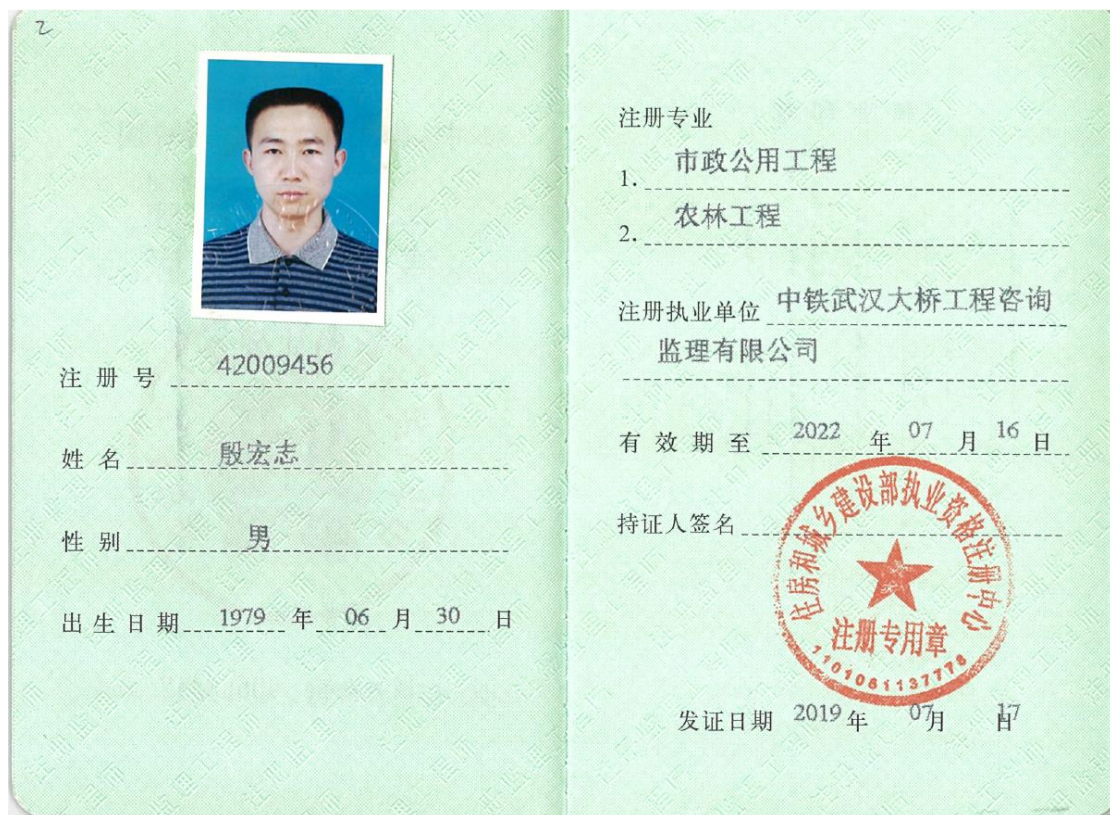 2
注册号 42009456
姓名 殷宏志
性别 男
出生日期 1979 年 06 月 30 日
注册专业
1. 市政公用工程
2. 农林工程
注册执业单位 中铁武汉大桥工程咨询
监理有限公司
有效期至 2022 年 07 月 16 日
持证人签名
住房和城乡建设部执业资格注册中心
注册专用章
1101081137778
发证日期 2019 年 07 月 17 日